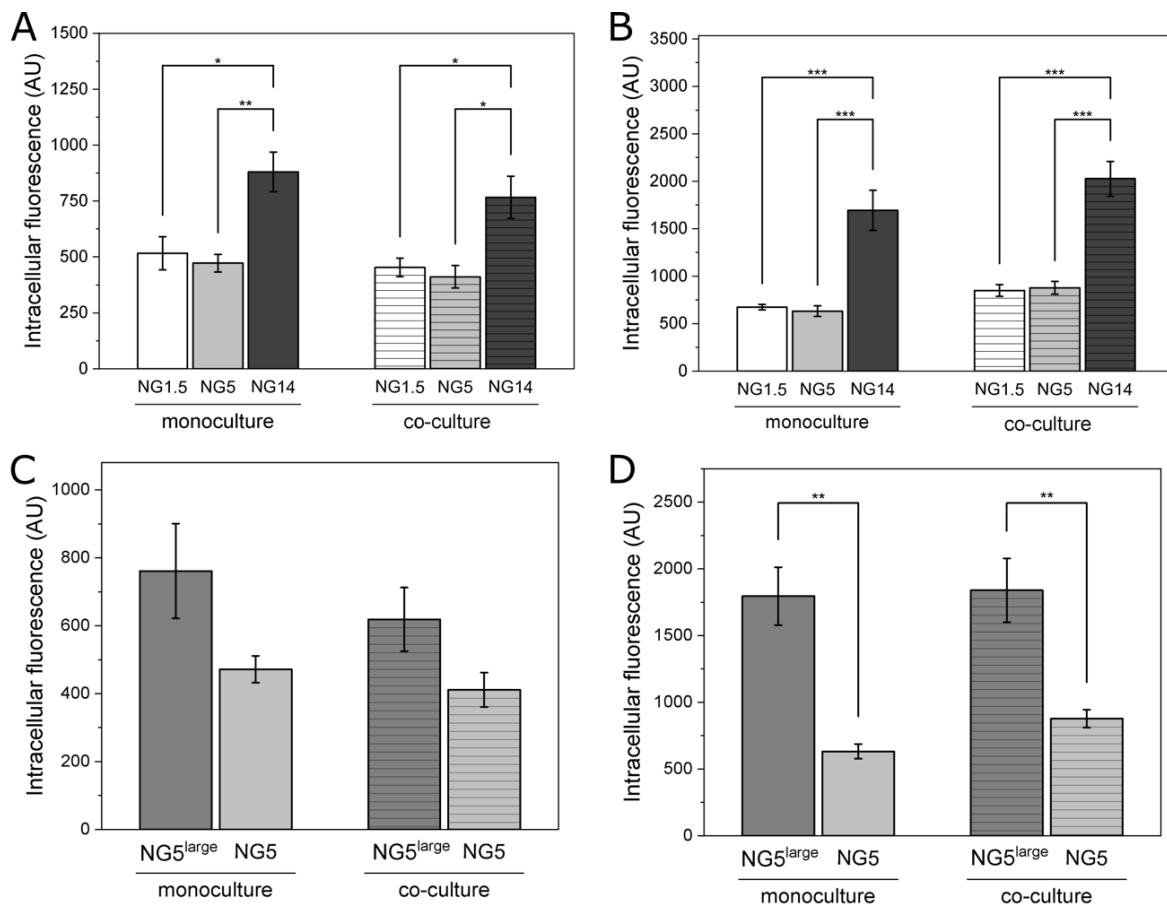 A
Intracellular fluorescence (AU)
1500
1250
1000
750
500
250
0
*
**
*
*
NG1.5 NG5 NG14 NG1.5 NG5 NG14
monoculture co-culture
B
Intracellular fluorescence (AU)
3500
3000
2500
2000
1500
1000
500
0
***
***
***
***
NG1.5 NG5 NG14 NG1.5 NG5 NG14
monoculture co-culture
C
Intracellular fluorescence (AU)
1000
800
600
400
200
0
NG5large NG5 NG5large NG5
monoculture co-culture
D
Intracellular fluorescence (AU)
2500
2000
1500
1000
500
0
**
**
NG5large NG5 NG5large NG5
monoculture co-culture